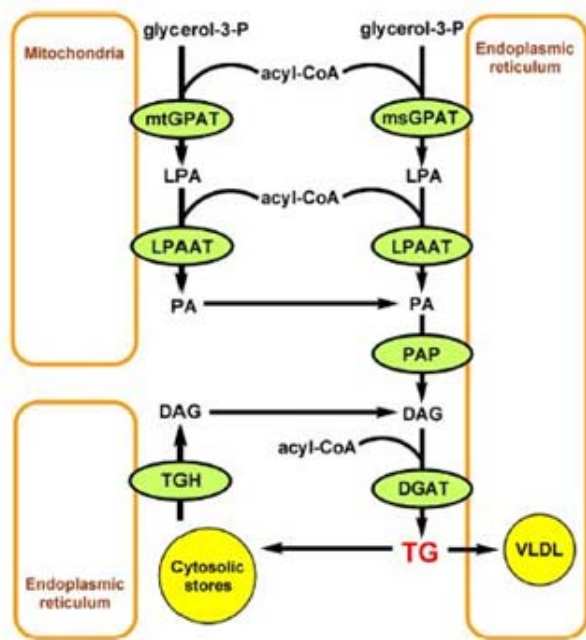 glycerol-3-P glycerol-3-P
Mitochondria
Endoplasmic
reticulum
acyl-CoA
mtGPAT msGPAT
LPA LPA
acyl-CoA
LPAAT LPAAT
PA PA
PAP
DAG DAG
acyl-CoA
TGH DGAT
Cytosolic
stores
TG
VLDL
Endoplasmic
reticulum